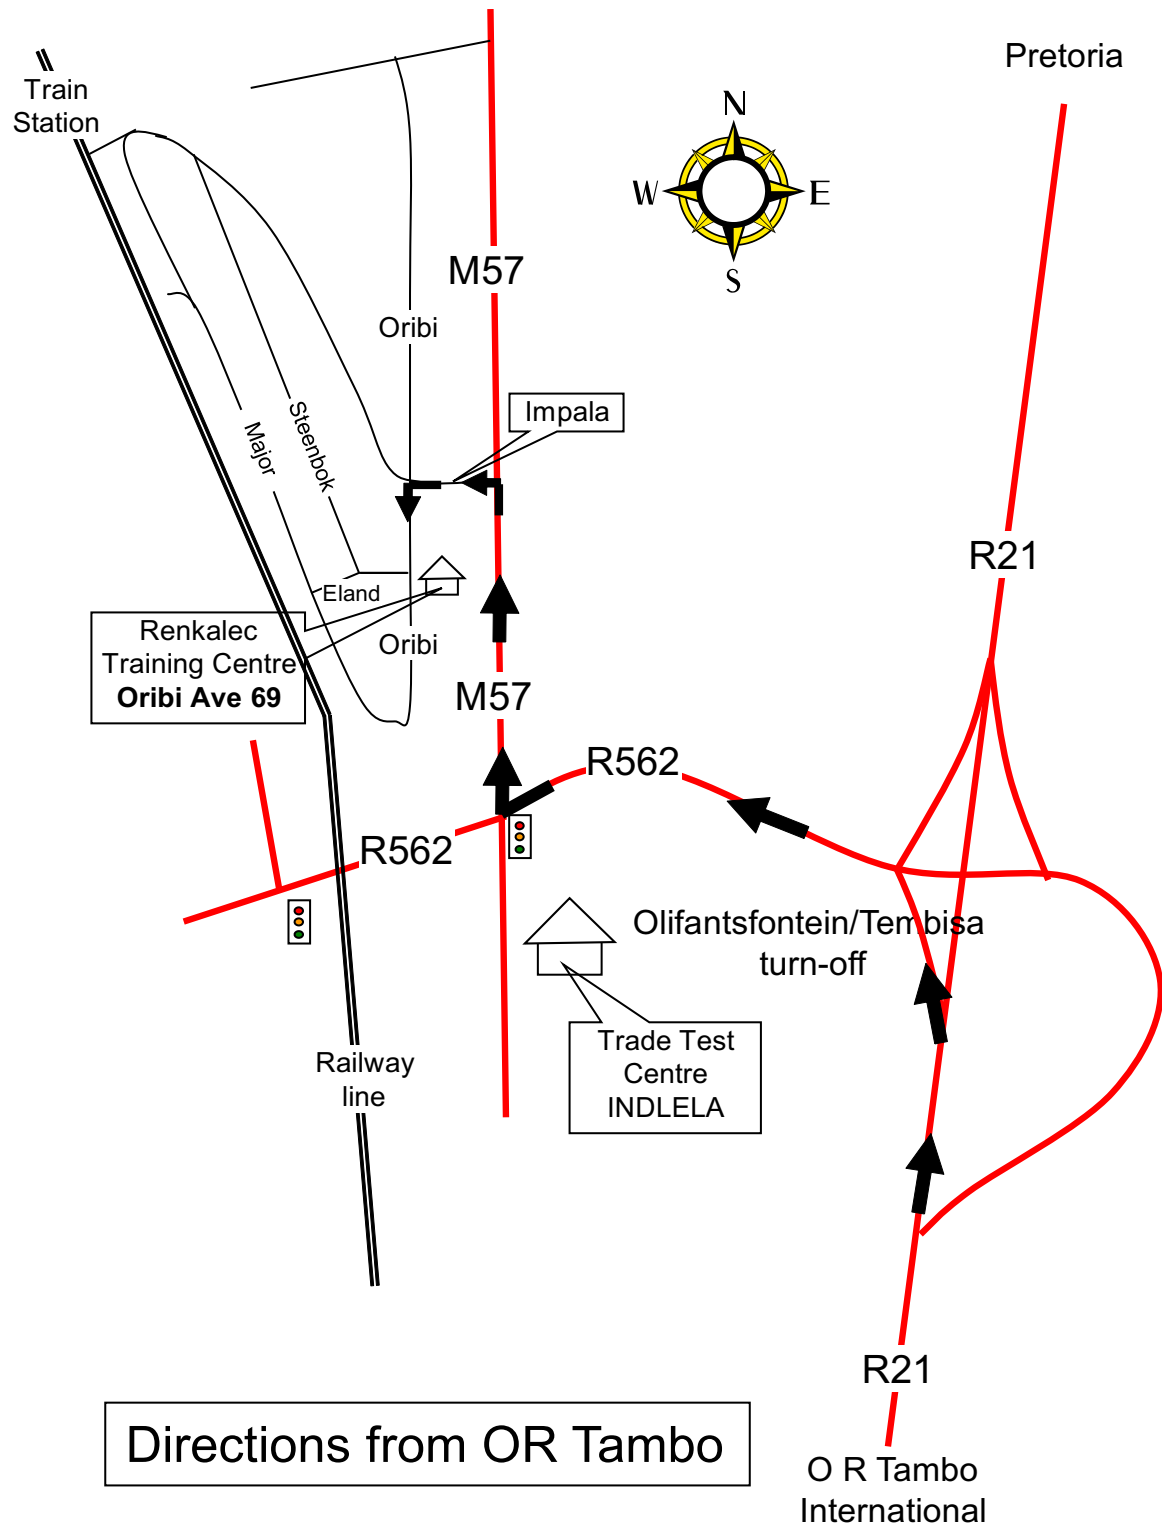 Pretoria
Train
Station
N
W
E
S
M57
Oribi
Impala
Steenbok
Major
R21
Eland
Renkalec
Training Centre
Oribi Ave 69
Oribi
M57
R562
R562
Olifantsfontein/Tembisa
turn-off
Trade Test
Centre
INDLELA
Railway
line
R21
Directions from OR Tambo
O R Tambo
International